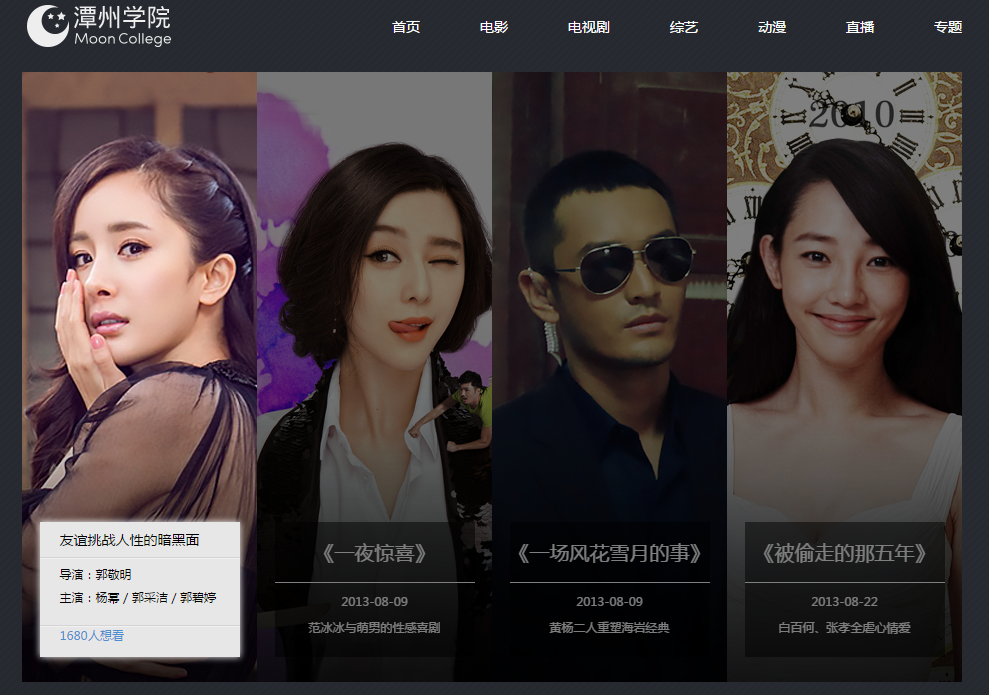 潭州学院
Moon College
首页 电影 电视剧 综艺 动漫 直播 专题
2010
友谊挑战人性的暗黑面
导演：郭敬明
主演：杨幂 / 郭采洁 / 郭碧婷
1680人想看
《一夜惊喜》
2013-08-09
范冰冰与萌男的性感喜剧
《一场风花雪月的事》
2013-08-09
黄杨二人重塑海岩经典
《被偷走的那五年》
2013-08-22
白百何、张孝全虐心情爱